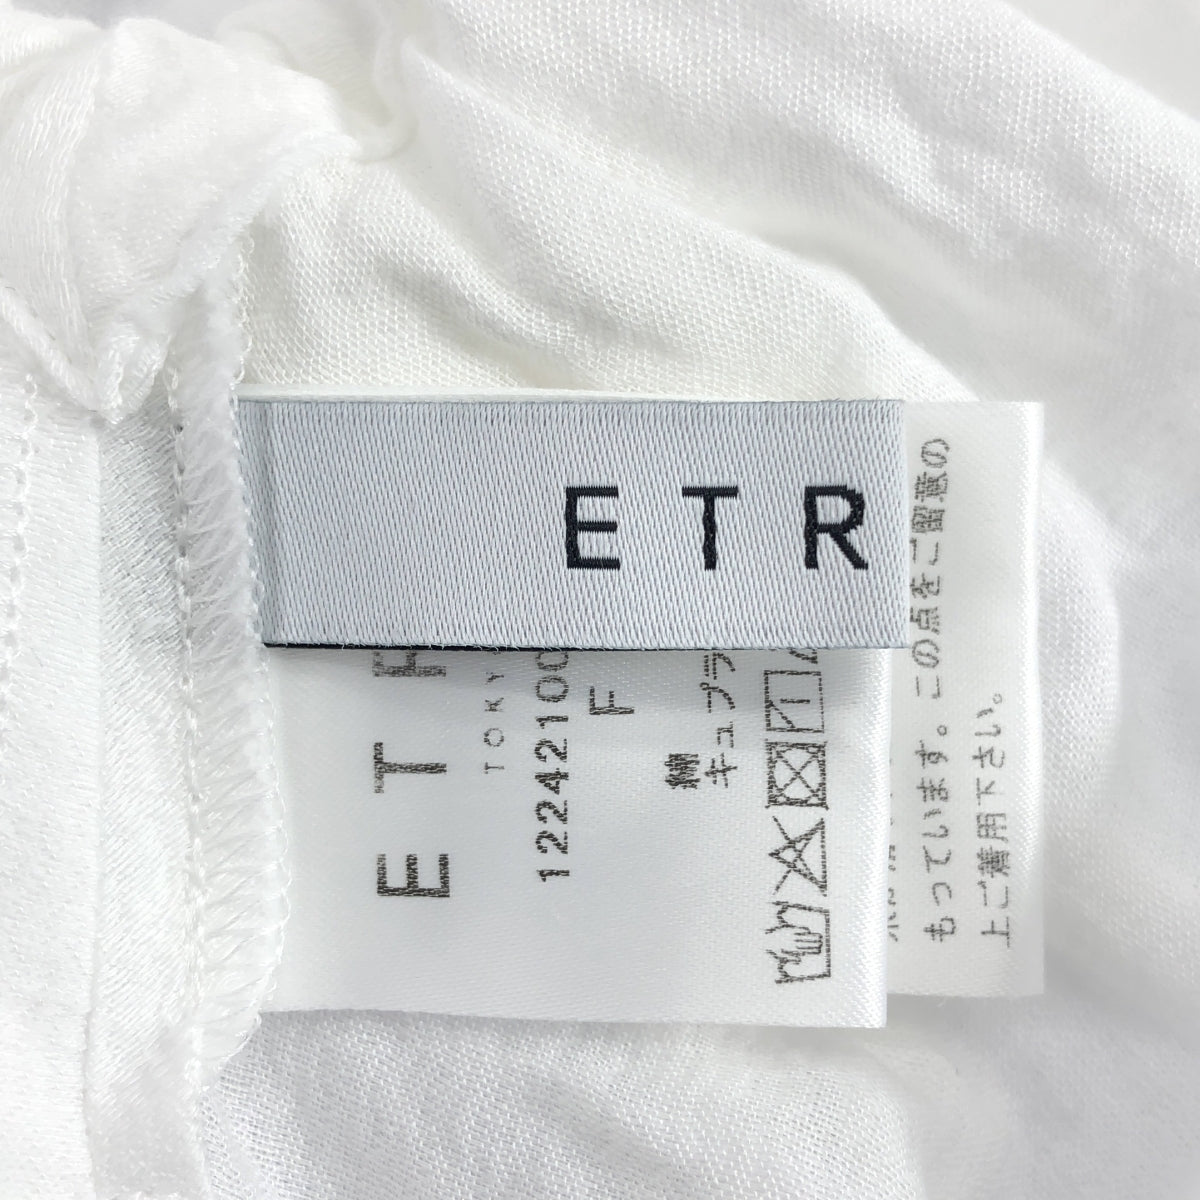 ETR
ETR
TOKY
12242100
F
綿
キュプラ
もっています。この点をご留意の
上ご着用下さい。